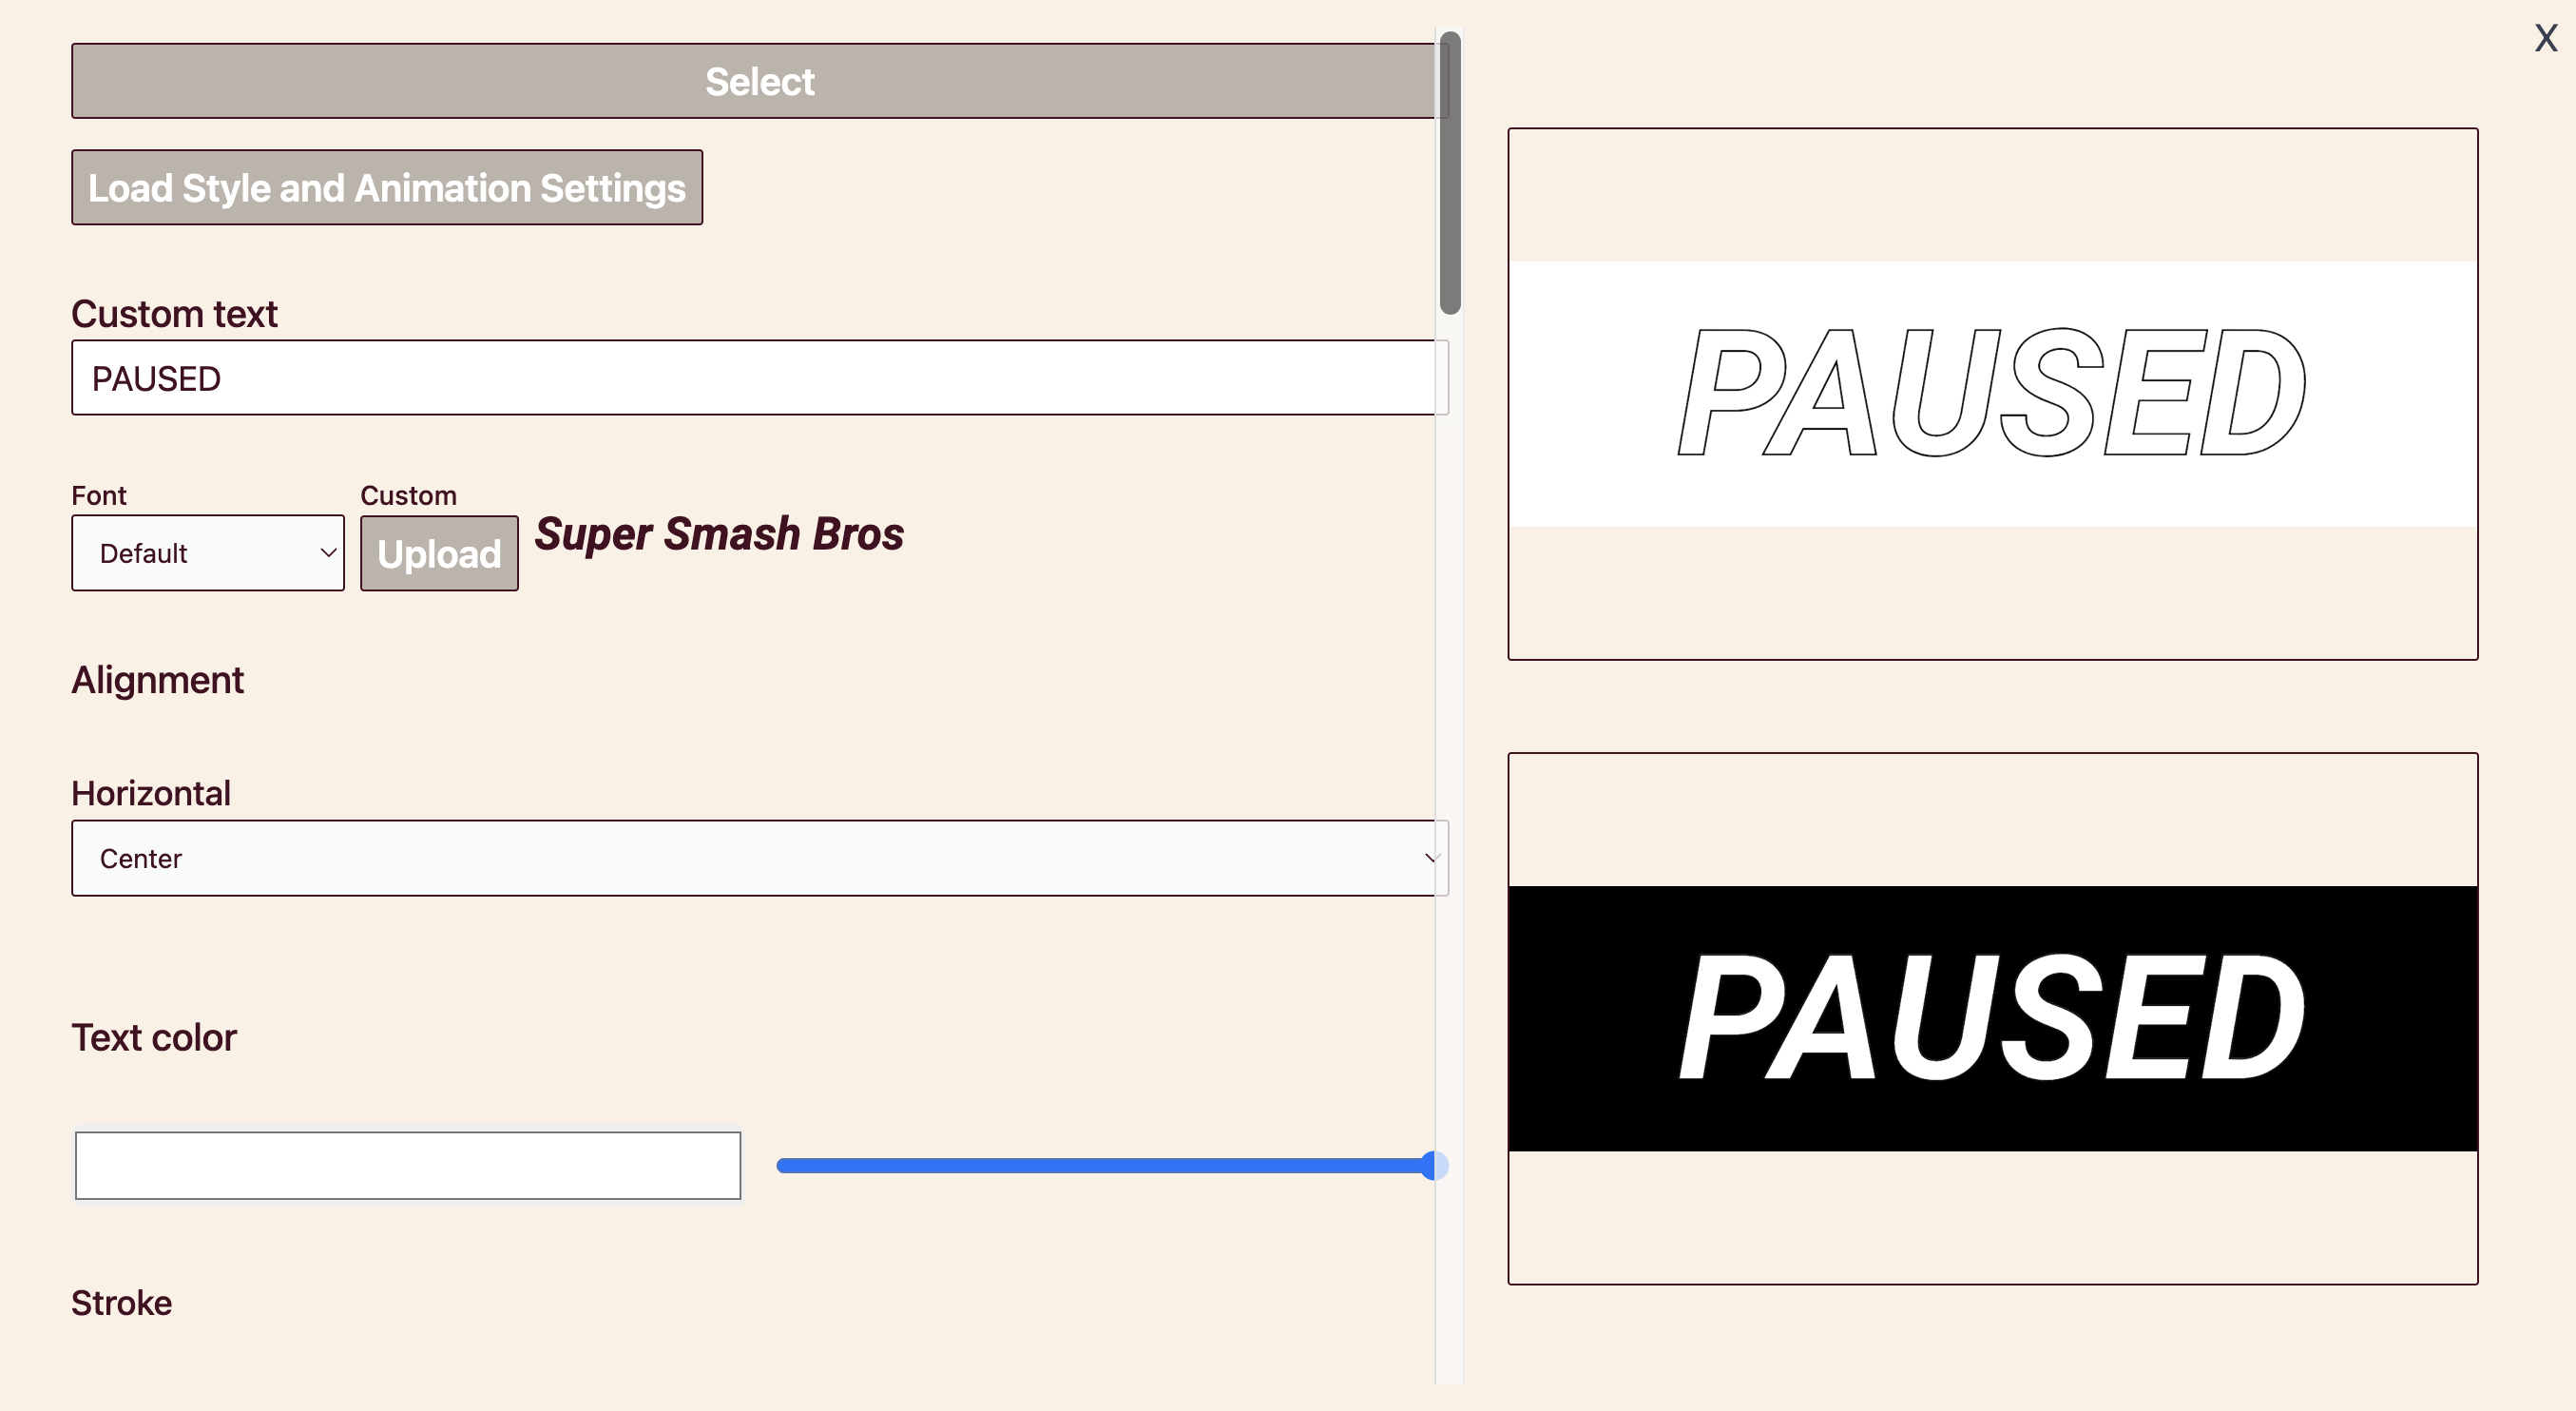 X
Select
Load Style and Animation Settings
Custom text
PAUSED
Font
Custom
Default
Upload
Super Smash Bros
Alignment
Horizontal
Center
Text color
Stroke
PAUSED
PAUSED